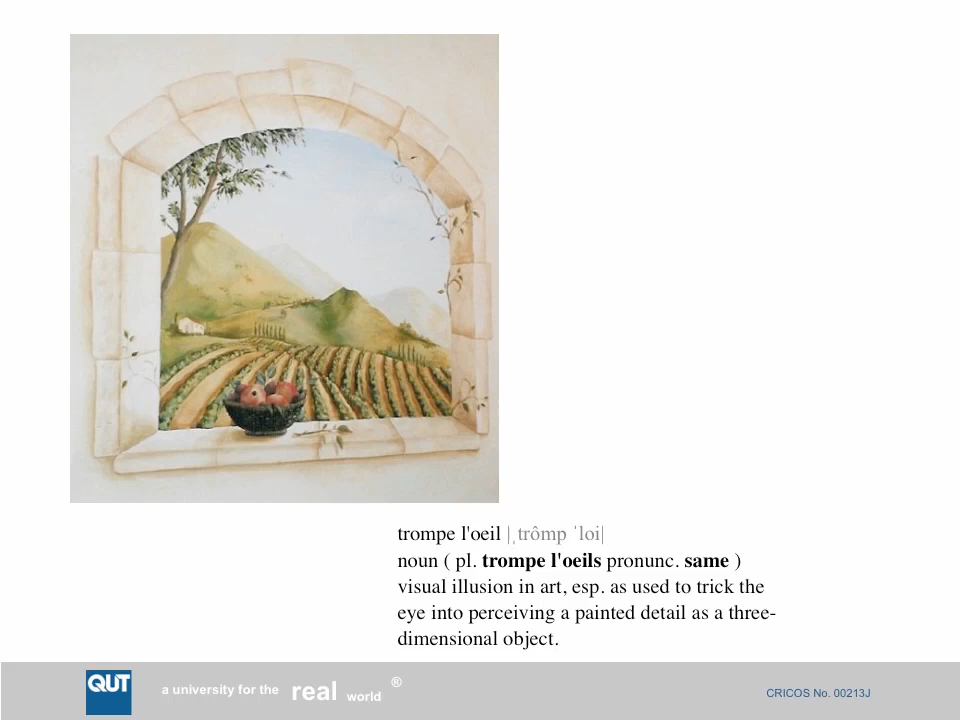 trompe l'oeil |ˌtrômp ˈloi|
noun ( pl. trompe l'oeils pronunc. same )
visual illusion in art, esp. as used to trick the
eye into perceiving a painted detail as a three-
dimensional object.
QUT
a university for the real world ®
CRICOS No. 00213J